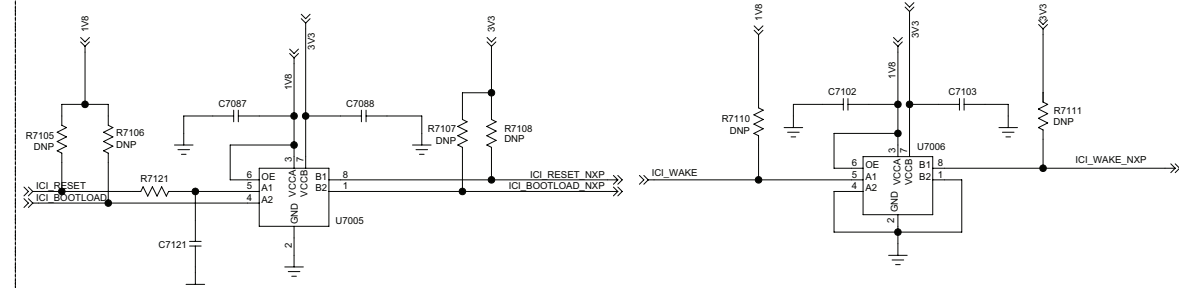 1V8
3V3
1V8
3V3
1V8
3V3
1V8
3V3
C7087
C7088
C7102
C7103
R7105
DNP
R7106
DNP
R7107
DNP
R7108
DNP
R7110
DNP
R7111
DNP
U7006
3
7
6
OE
VCCA
VCCB
B1
8
ICI_RESET_NXP
5
A1
B2
1
ICI_BOOTLOAD_NXP
4
A2
GND
2
U7005
ICI_RESET
R7121
ICI_BOOTLOAD
C7121
ICI_WAKE
3
7
6
OE
VCCA
VCCB
B1
8
ICI_WAKE_NXP
5
A1
B2
1
4
A2
GND
2